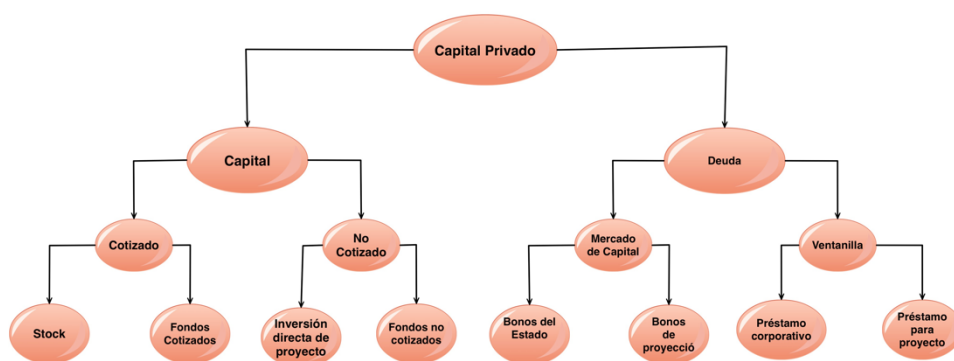 Capital Privado
Capital
Deuda
Cotizado
No
Cotizado
Mercado
de Capital
Ventanilla
Stock
Fondos
Cotizados
Inversión
directa de
proyecto
Fondos no
cotizados
Bonos del
Estado
Bonos
de
proyecció
Préstamo
corporativo
Préstamo
para
proyecto